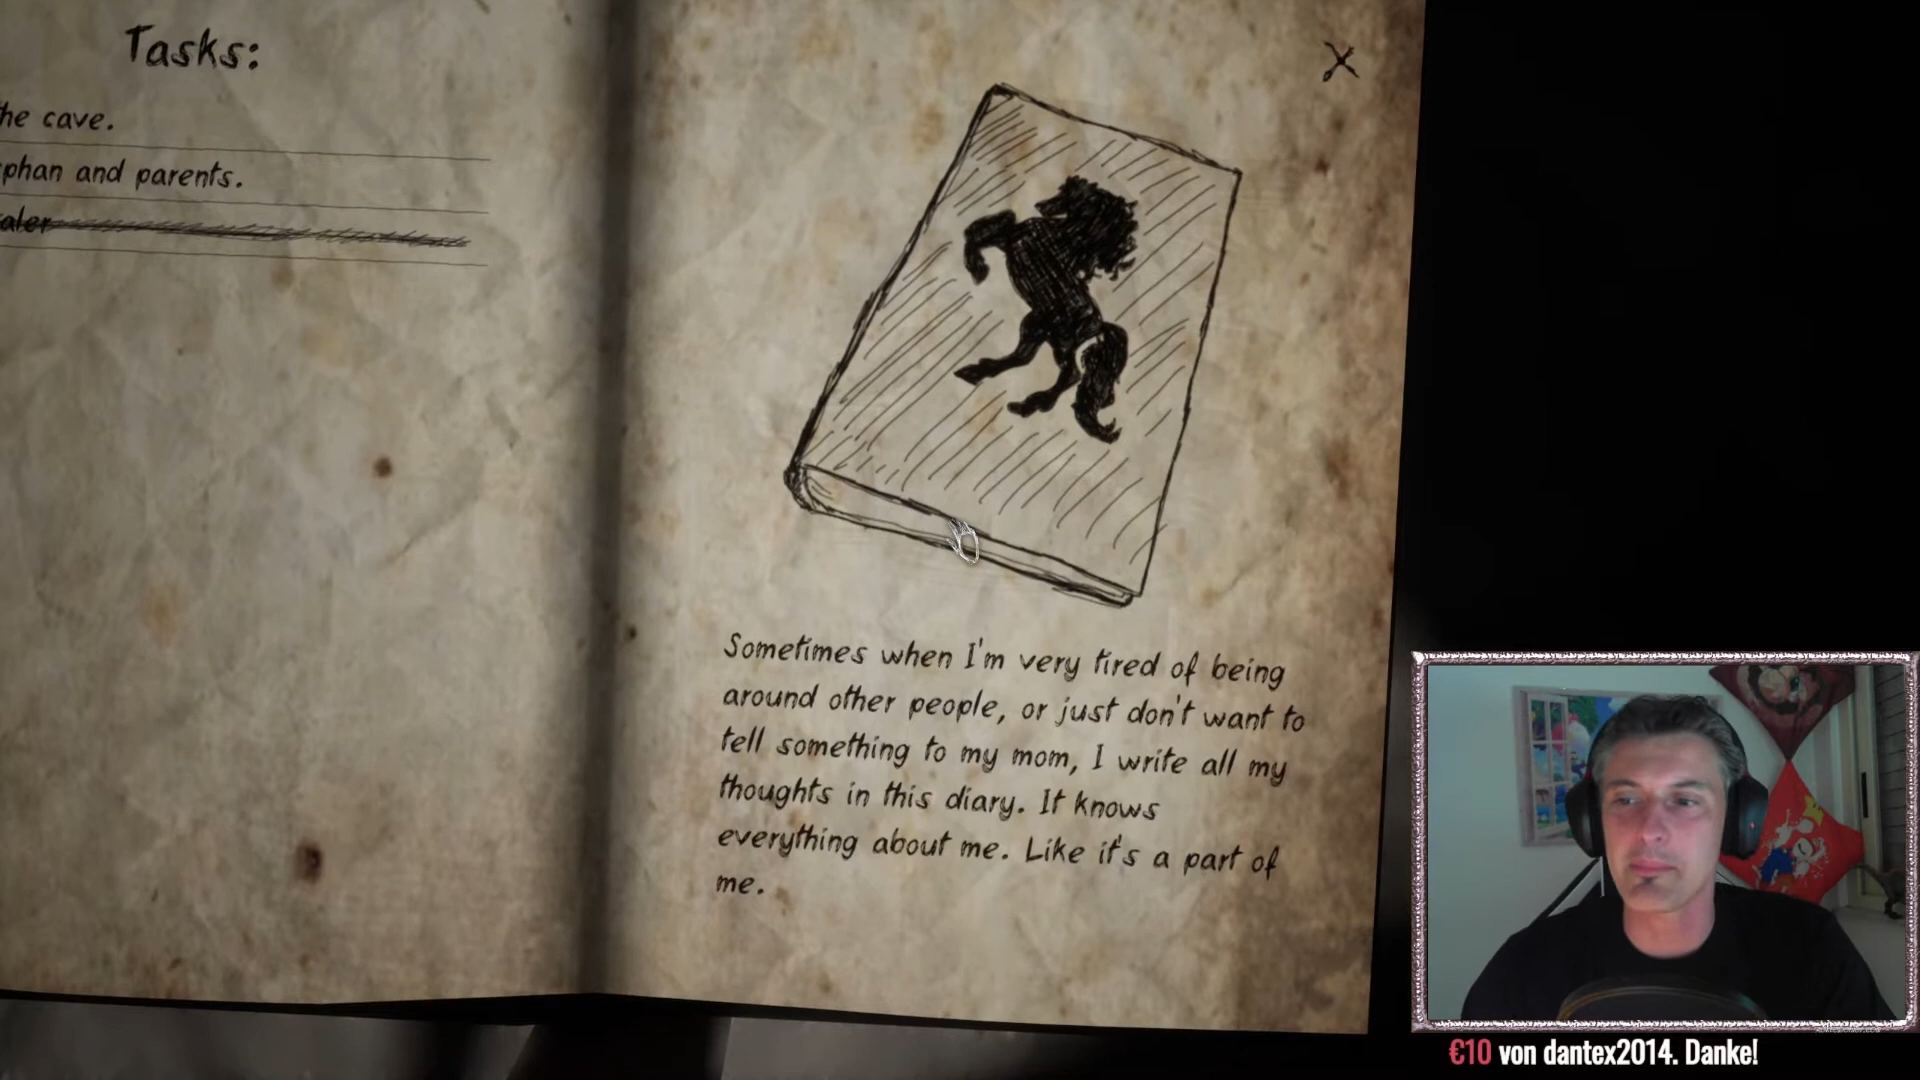 Tasks:
he cave.
phan and parents.
aler
X
Sometimes when I'm very tired of being
around other people, or just don't want to
tell something to my mom, I write all my
thoughts in this diary. It knows
everything about me. Like it's a part of
me.
€10 von dantex2014. Danke!